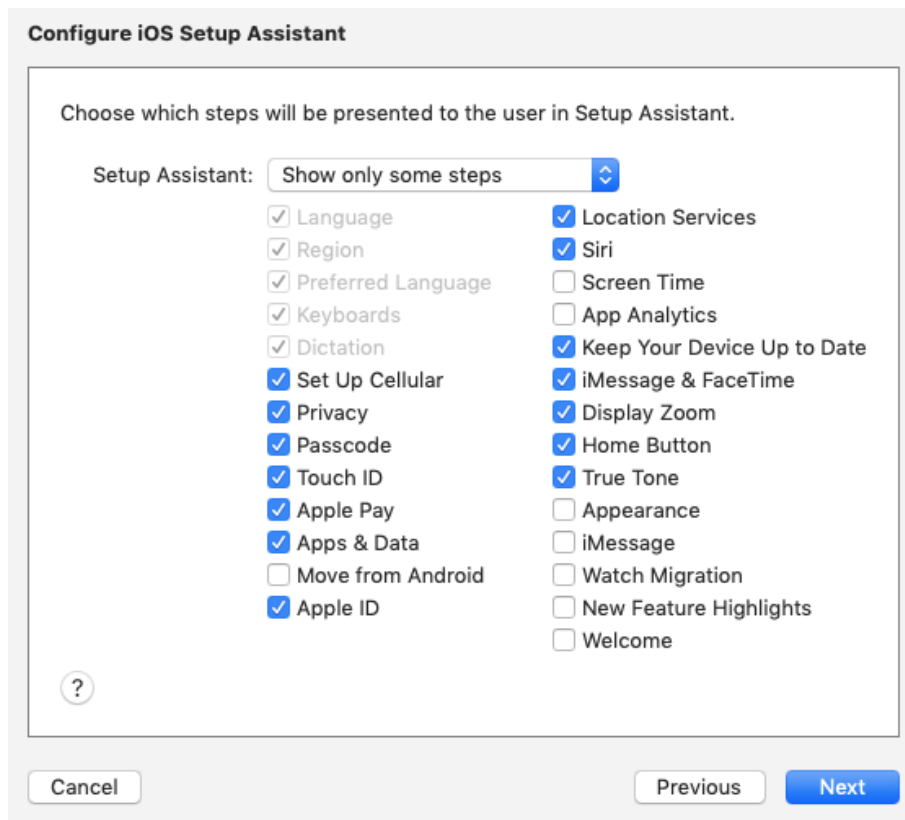 Configure iOS Setup Assistant
Choose which steps will be presented to the user in Setup Assistant.
Setup Assistant: Show only some steps
Language
Region
Preferred Language
Keyboards
Dictation
Set Up Cellular
Privacy
Passcode
Touch ID
Apple Pay
Apps & Data
Move from Android
Apple ID
Location Services
Siri
Screen Time
App Analytics
Keep Your Device Up to Date
iMessage & FaceTime
Display Zoom
Home Button
True Tone
Appearance
iMessage
Watch Migration
New Feature Highlights
Welcome
?
Cancel
Previous
Next